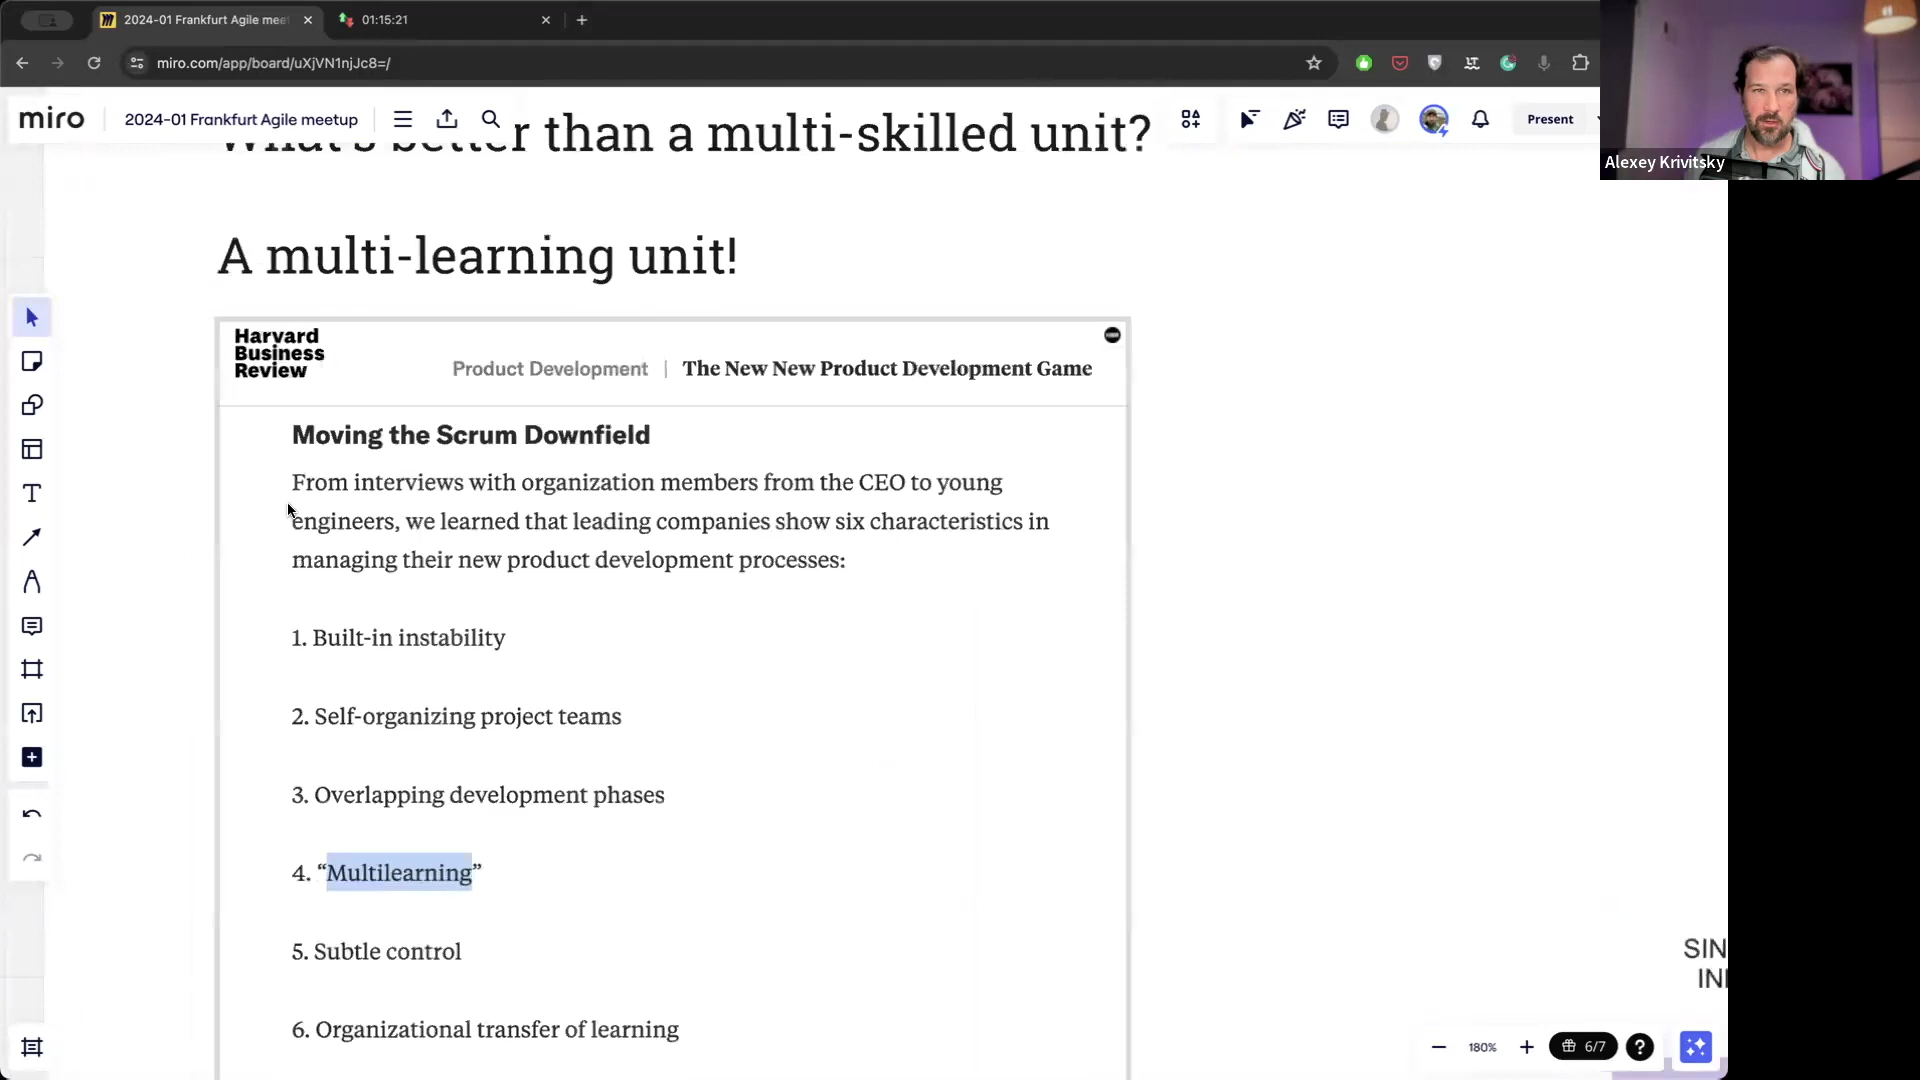 2024-01 Frankfurt Agile mee
01:15:21
miro.com/app/board/uXjVN1njJc8=/
miro
2024-01 Frankfurt Agile meetup
Present
Alexey Krivitsky
What's better than a multi-skilled unit?
A multi-learning unit!
Harvard
Business
Review
Product Development | The New New Product Development Game
Moving the Scrum Downfield
From interviews with organization members from the CEO to young
engineers, we learned that leading companies show six characteristics in
managing their new product development processes:
1. Built-in instability
2. Self-organizing project teams
3. Overlapping development phases
4. “Multilearning”
5. Subtle control
6. Organizational transfer of learning
SIN
IN
180%
6/7